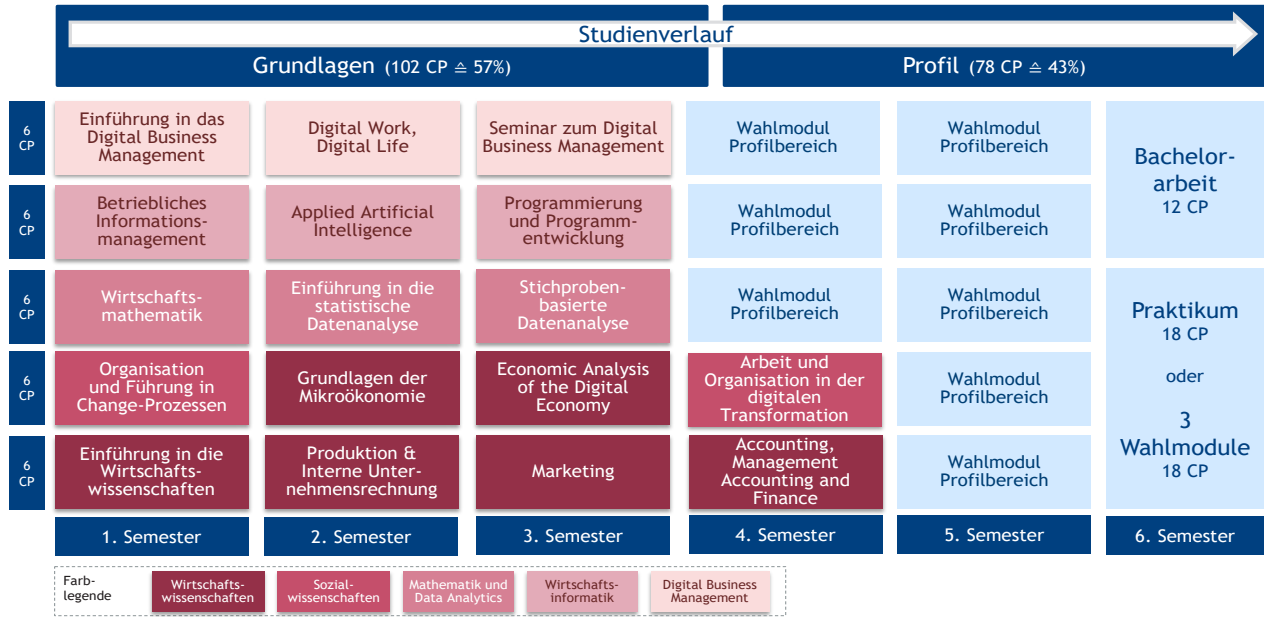 Studienverlauf
Grundlagen (102 CP ≙ 57%)
Profil (78 CP ≙ 43%)
6
CP
Einführung in das
Digital Business
Management
Digital Work,
Digital Life
Seminar zum Digital
Business Management
Wahlmodul
Profilbereich
Wahlmodul
Profilbereich
Bachelor-
arbeit
12 CP
6
CP
Betriebliches
Informations-
management
Applied Artificial
Intelligence
Programmierung
und Programm-
entwicklung
Wahlmodul
Profilbereich
Wahlmodul
Profilbereich
6
CP
Wirtschafts-
mathematik
Einführung in die
statistische
Datenanalyse
Stichproben-
basierte
Datenanalyse
Wahlmodul
Profilbereich
Wahlmodul
Profilbereich
Praktikum
18 CP
oder
3
Wahlmodule
18 CP
6
CP
Organisation
und Führung in
Change-Prozessen
Grundlagen der
Mikroökonomie
Economic Analysis
of the Digital
Economy
Arbeit und
Organisation in der
digitalen
Transformation
Wahlmodul
Profilbereich
6
CP
Einführung in die
Wirtschafts-
wissenschaften
Produktion &
Interne Unter-
nehmensrechnung
Marketing
Accounting,
Management
Accounting and
Finance
Wahlmodul
Profilbereich
1. Semester
2. Semester
3. Semester
4. Semester
5. Semester
6. Semester
Farb-
legende
Wirtschafts-
wissenschaften
Sozial-
wissenschaften
Mathematik und
Data Analytics
Wirtschafts-
informatik
Digital Business
Management